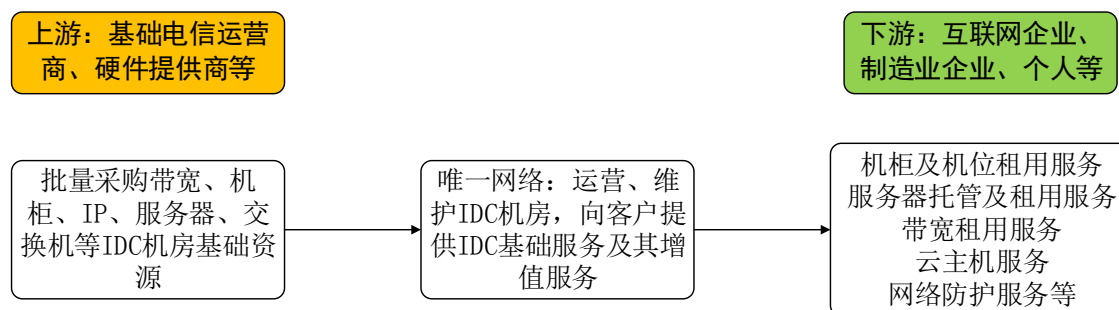 上游：基础电信运营
商、硬件提供商等
下游：互联网企业、
制造业企业、个人等
批量采购带宽、机
柜、IP、服务器、交
换机等IDC机房基础资
源
唯一网络：运营、维
护IDC机房，向客户提
供IDC基础服务及其增
值服务
机柜及机位租用服务
服务器托管及租用服务
带宽租用服务
云主机服务
网络防护服务等